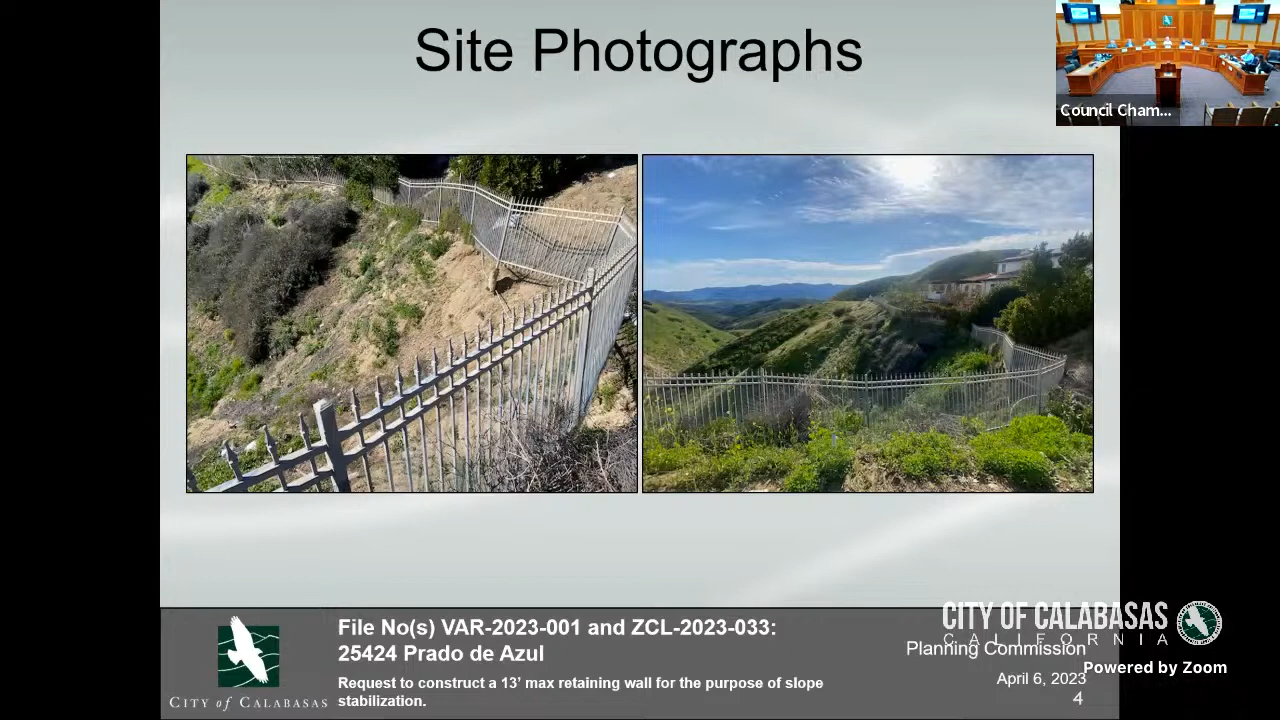 Site Photographs
Council Cham...
File No(s) VAR-2023-001 and ZCL-2023-033:
25424 Prado de Azul
Request to construct a 13' max retaining wall for the purpose of slope
stabilization.
CITY of CALABASAS
CITY OF CALABASAS
CALIFORNIA
Planning Commission
Powered by Zoom
April 6, 2023
4